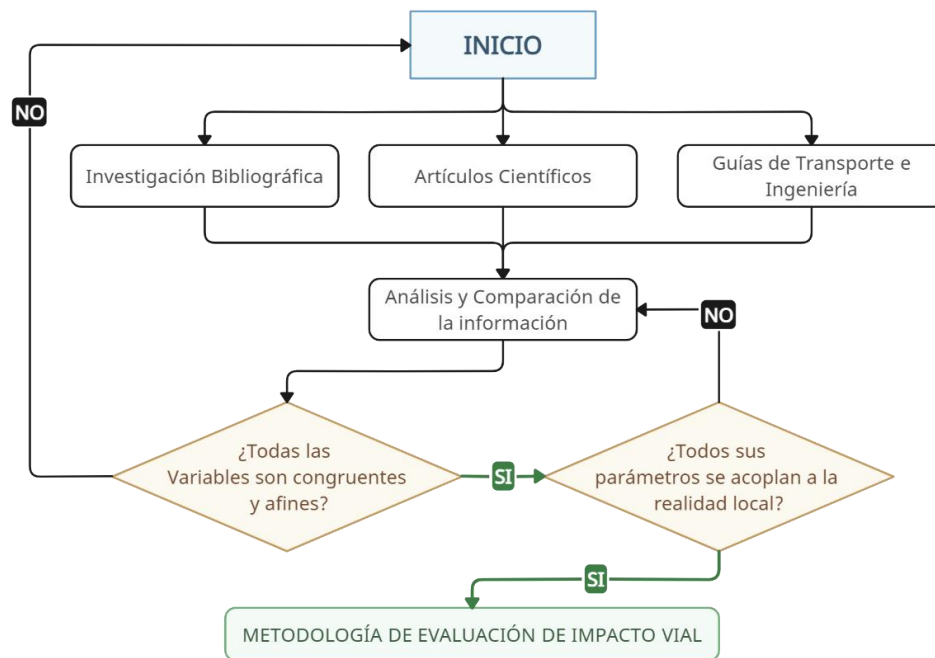 INICIO
NO
Investigación Bibliográfica
Artículos Científicos
Guías de Transporte e
Ingeniería
Análisis y Comparación de
la información
NO
¿Todas las
Variables son congruentes
y afines?
SI
¿Todos sus
parámetros se acoplan a la
realidad local?
SI
METODOLOGÍA DE EVALUACIÓN DE IMPACTO VIAL